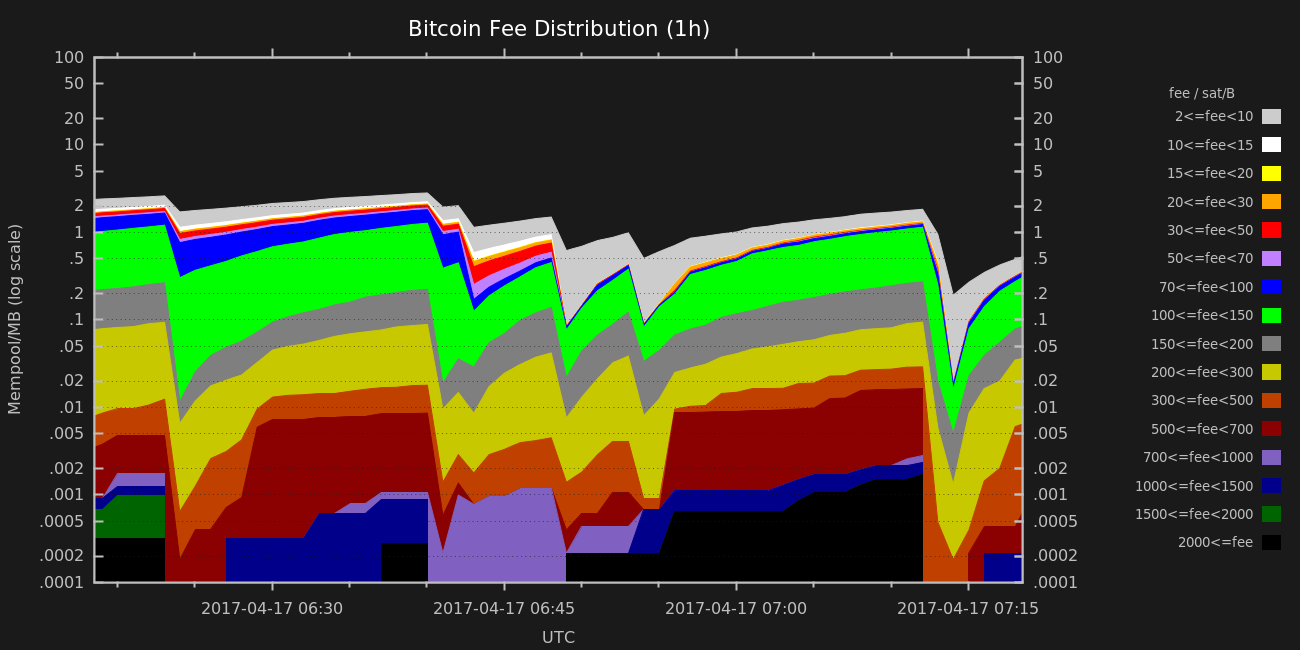 Bitcoin Fee Distribution (1h)
100
50
20
10
5
2
1
.5
.2
.1
.05
.02
.01
.005
.002
.001
.0005
.0002
.0001
Mempool/MB (log scale)
100
50
20
10
5
2
1
.5
.2
.1
.05
.02
.01
.005
.002
.001
.0005
.0002
.0001
2017-04-17 06:30
2017-04-17 06:45
2017-04-17 07:00
2017-04-17 07:15
UTC
fee / sat/B
2<=fee<10
10<=fee<15
15<=fee<20
20<=fee<30
30<=fee<50
50<=fee<70
70<=fee<100
100<=fee<150
150<=fee<200
200<=fee<300
300<=fee<500
500<=fee<700
700<=fee<1000
1000<=fee<1500
1500<=fee<2000
2000<=fee